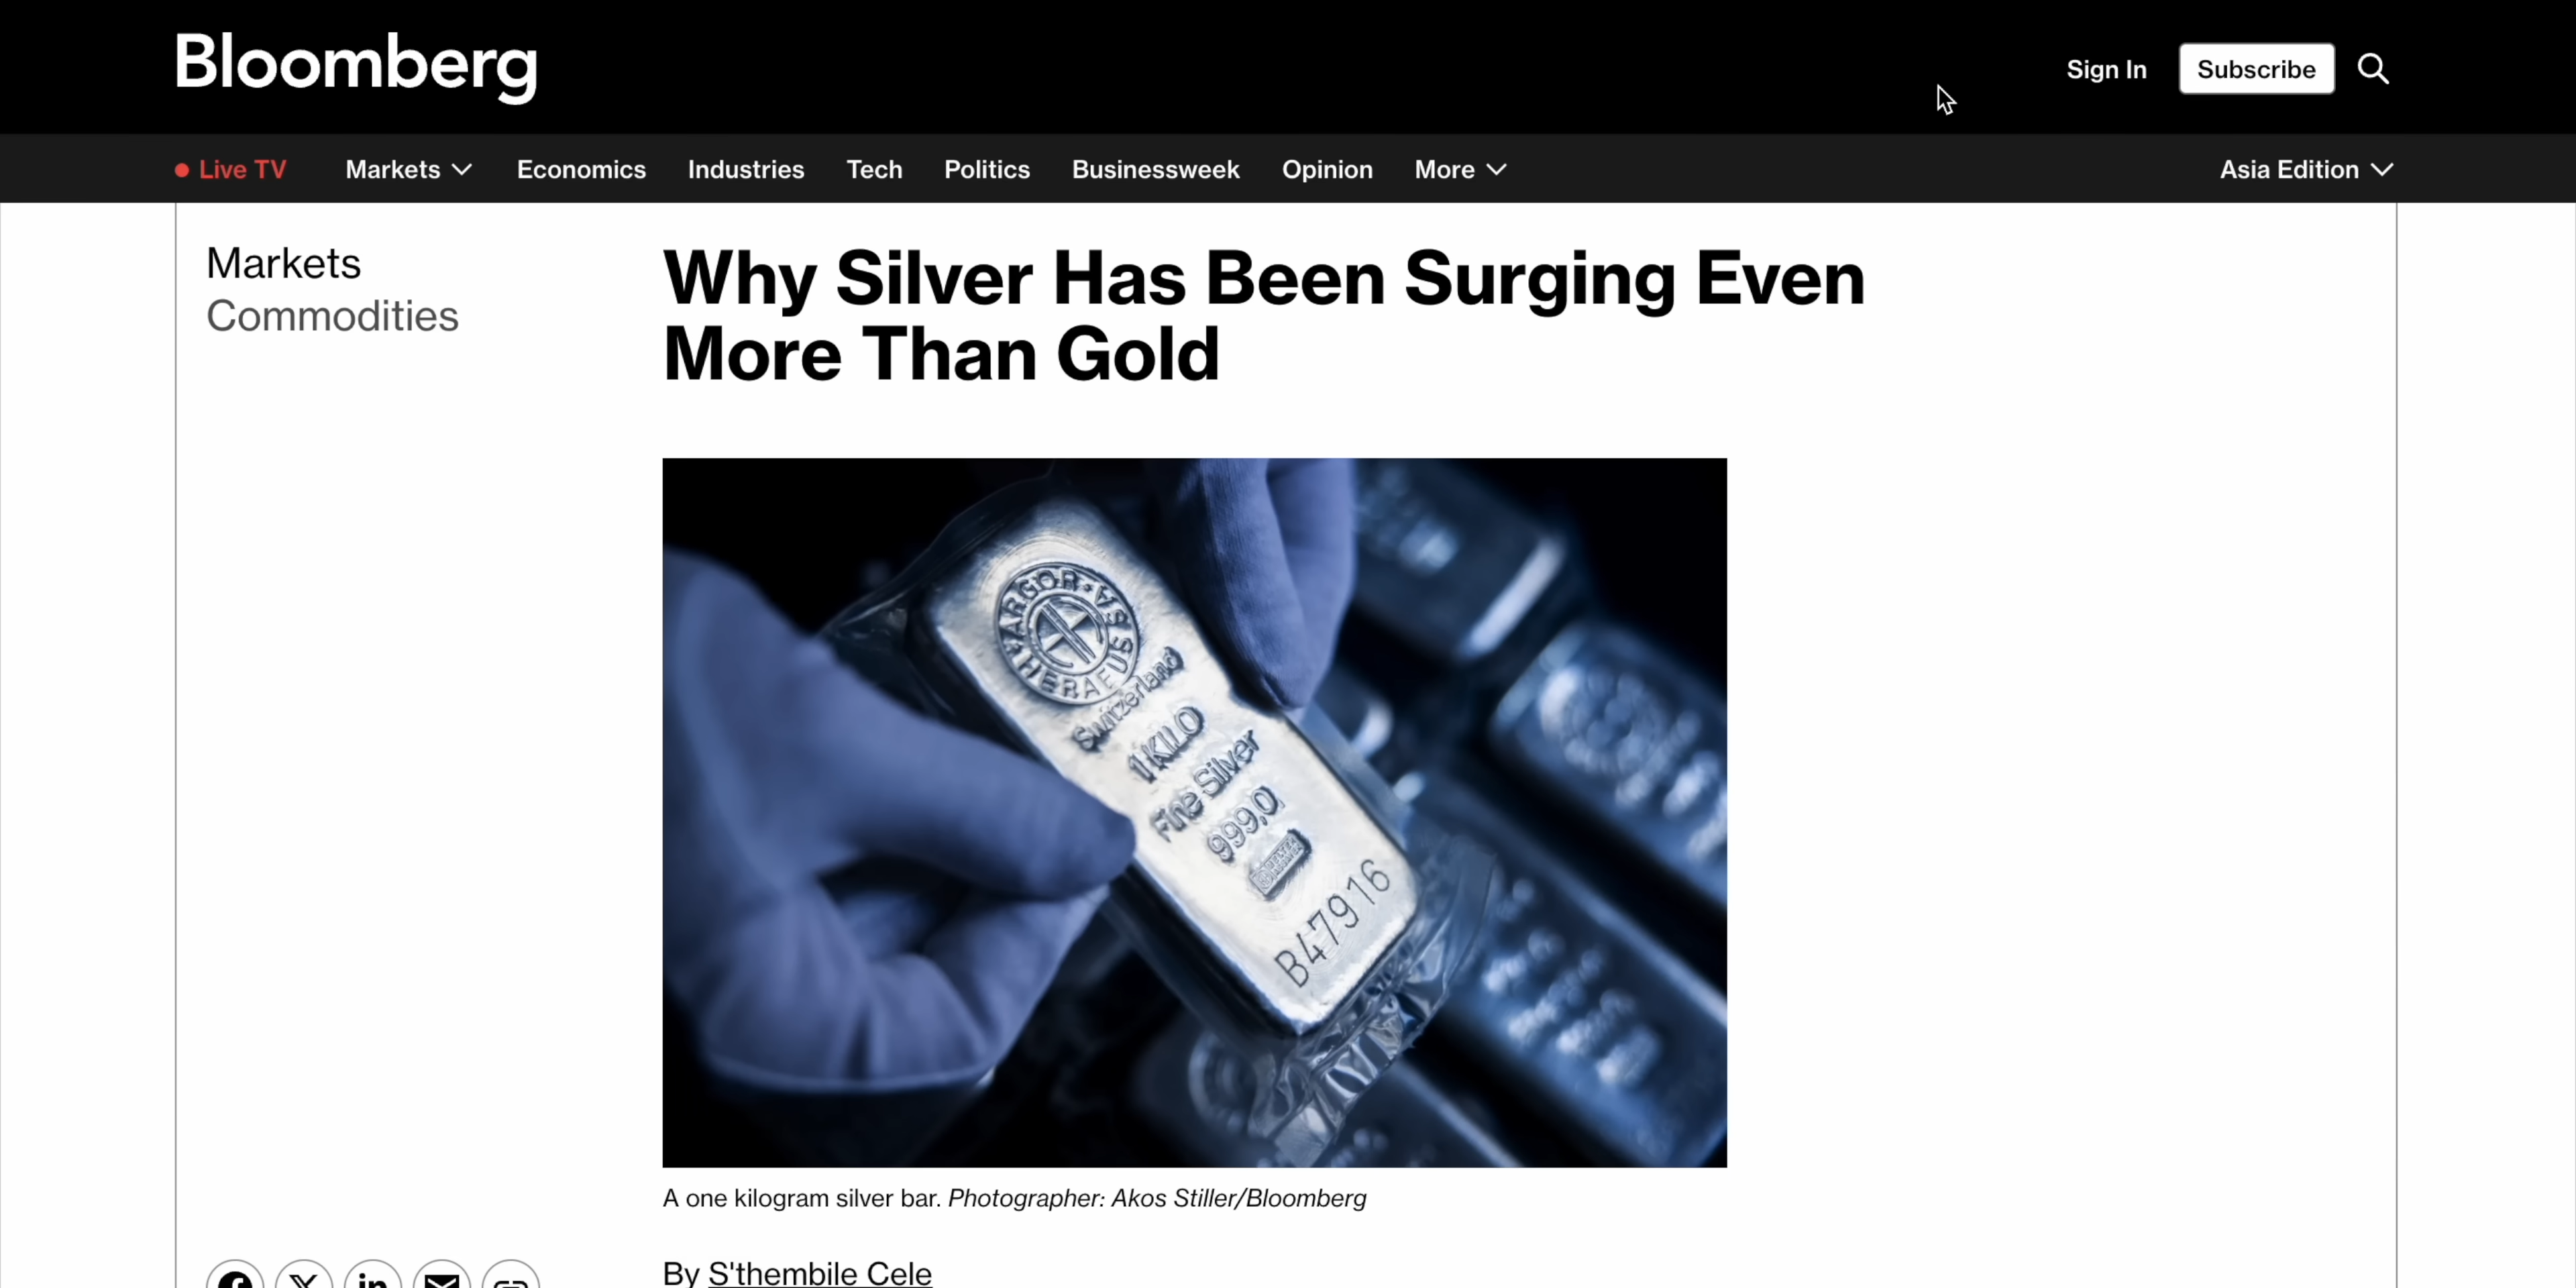 Bloomberg
Sign In
Subscribe
Live TV
Markets
Economics
Industries
Tech
Politics
Businessweek
Opinion
More
Asia Edition
Markets
Commodities
Why Silver Has Been Surging Even
More Than Gold
ARGOR·
HERAEUS
Switzerland
1 KILO
Fine Silver
999,0
B47916
A one kilogram silver bar. Photographer: Akos Stiller/Bloomberg
By S'thembile Cele